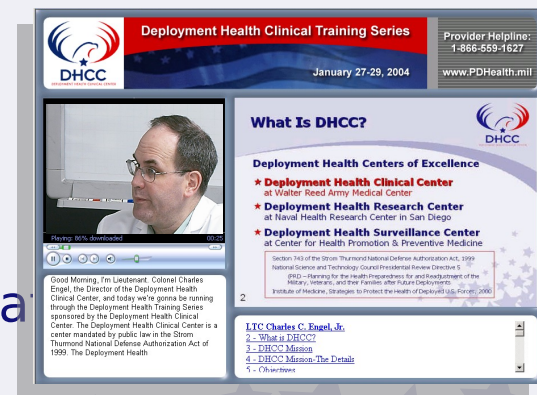 Deployment Health Clinical Training Series
January 27-29, 2004
Provider Helpline:
1-866-559-1627
www.PDHealth.mil
DHCC
DEPLOYMENT HEALTH CLINICAL CENTER
Playing: 86% downloaded
00:25
Good Morning, I'm Lieutenant. Colonel Charles
Engel, the Director of the Deployment Health
Clinical Center, and today we're gonna be running
through the Deployment Health Training Series
sponsored by the Deployment Health Clinical
Center. The Deployment Health Clinical Center is a
center mandated by public law in the Strom
Thurmond National Defense Authorization Act of
1999. The Deployment Health
What Is DHCC?
DHCC
Deployment Health Centers of Excellence
★ Deployment Health Clinical Center
at Walter Reed Army Medical Center
★ Deployment Health Research Center
at Naval Health Research Center in San Diego
★ Deployment Health Surveillance Center
at Center for Health Promotion & Preventive Medicine
Section 743 of the Strom Thurmond National Defense Authorization Act, 1999
National Science and Technology Council Presidential Review Directive 5
(PRD – Planning for the Health Preparedness for and Readjustment of the
Military, Veterans, and their Families after Future Deployments
Institute of Medicine, Strategies to Protect the Health of Deployed U.S. Forces, 2000
2
LTC Charles C. Engel, Jr.
2 - What is DHCC?
3 - DHCC Mission
4 - DHCC Mission-The Details
5 - Objectives